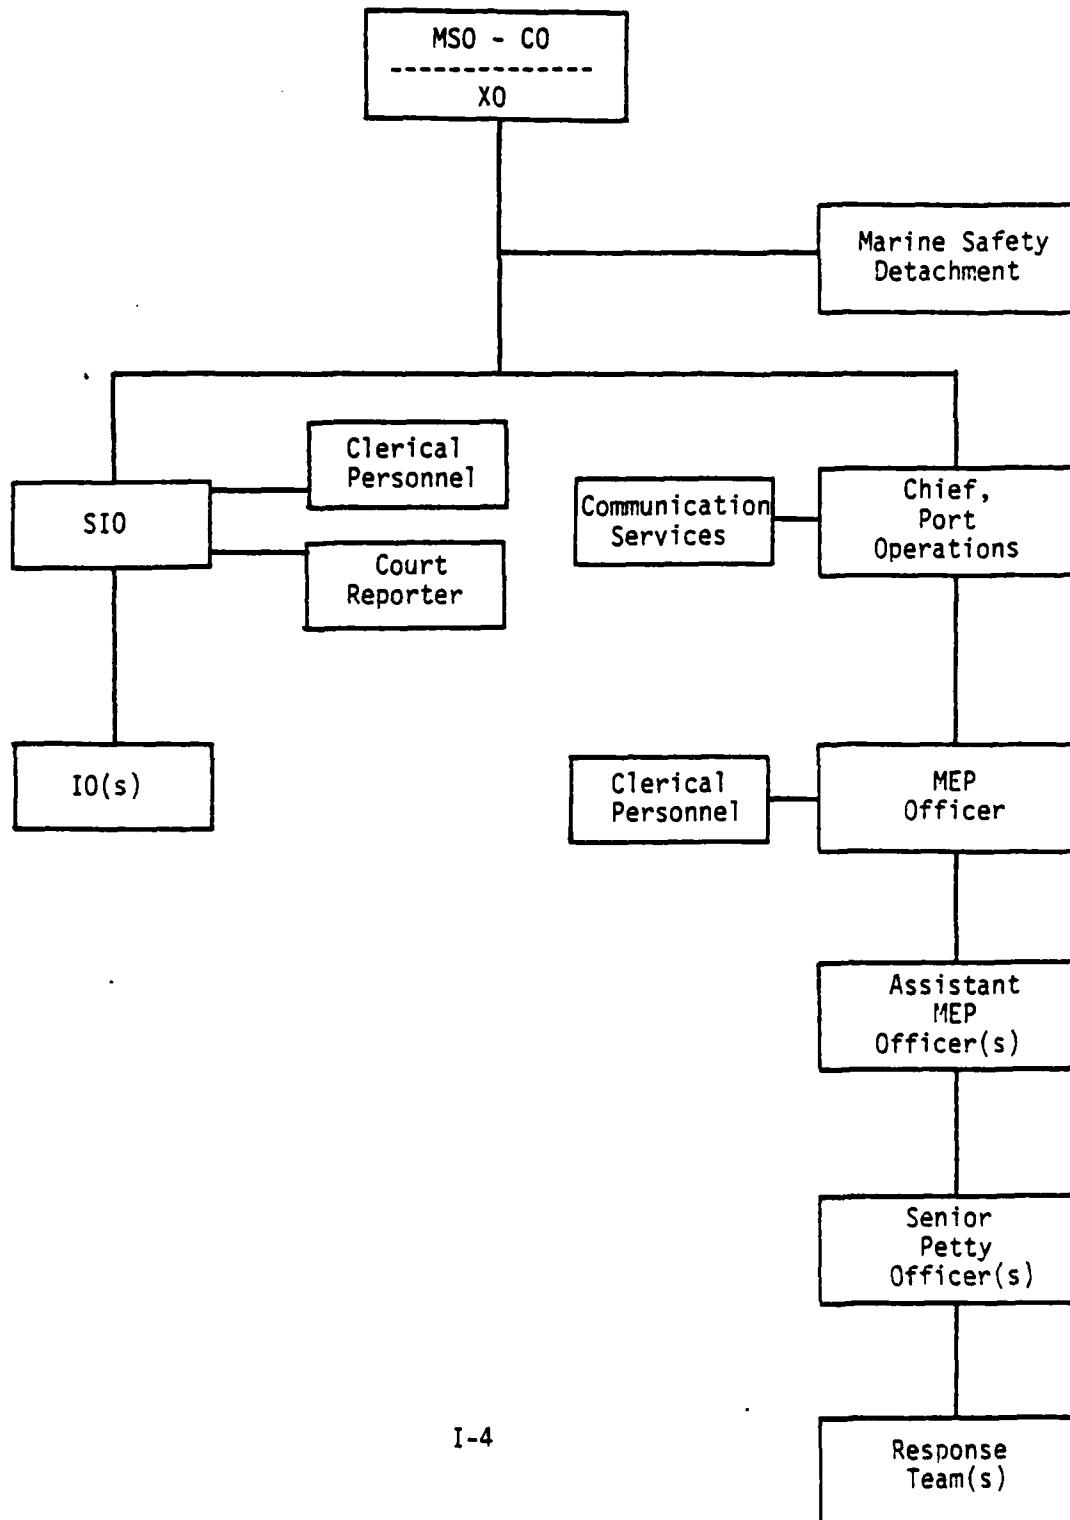 MSO - CO
XO
Marine Safety
Detachment
Clerical
Personnel
SIO
Court
Reporter
Communication
Services
Chief,
Port
Operations
IO(s)
Clerical
Personnel
MEP
Officer
Assistant
MEP
Officer(s)
Senior
Petty
Officer(s)
Response
Team(s)
I-4